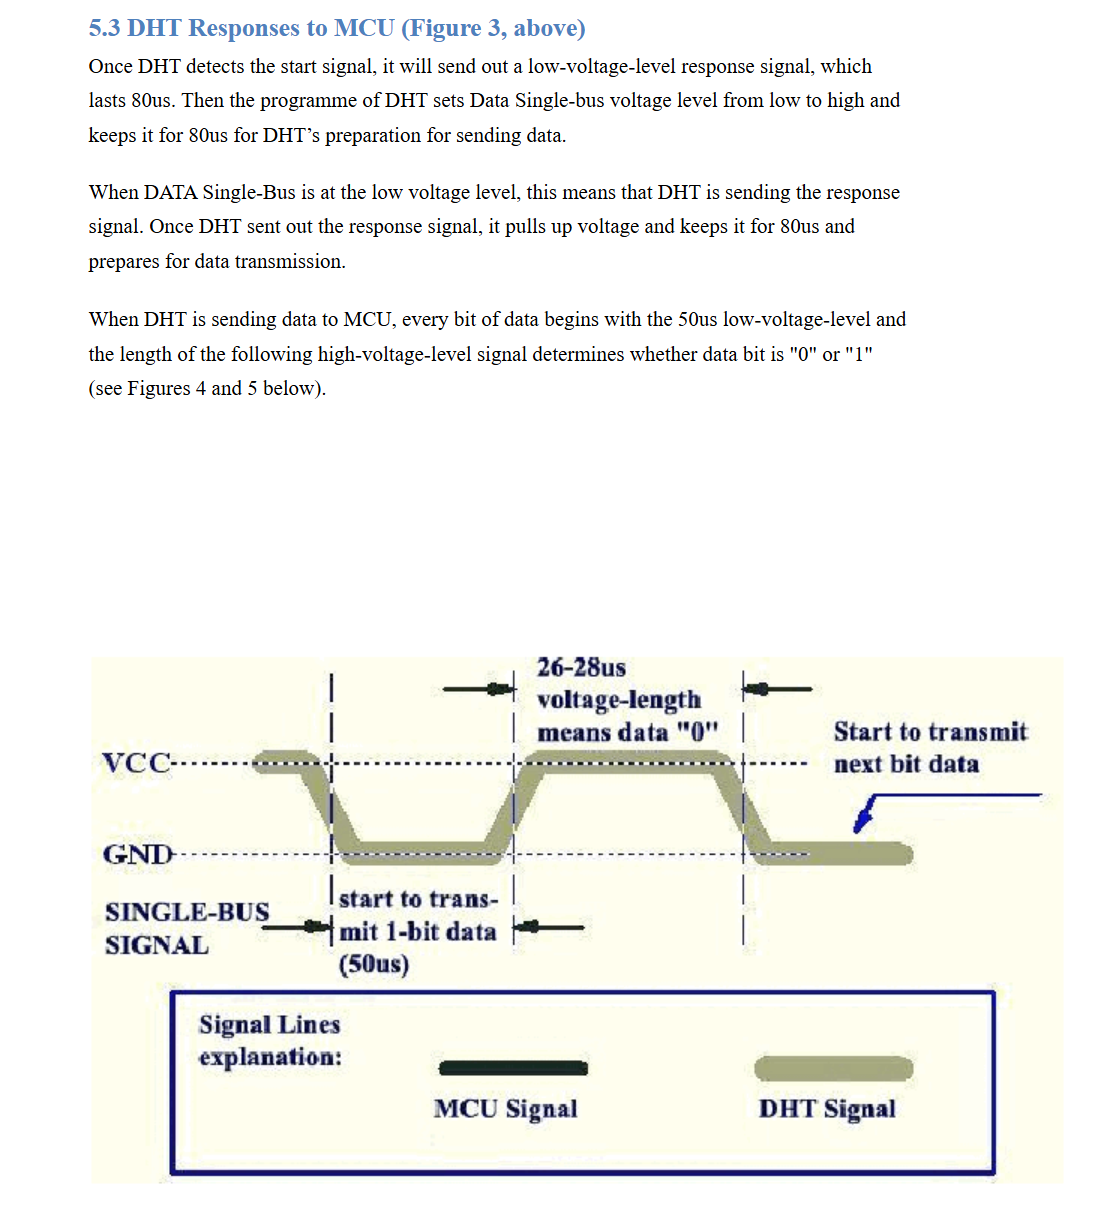 5.3 DHT Responses to MCU (Figure 3, above)
Once DHT detects the start signal, it will send out a low-voltage-level response signal, which
lasts 80us. Then the programme of DHT sets Data Single-bus voltage level from low to high and
keeps it for 80us for DHT’s preparation for sending data.
When DATA Single-Bus is at the low voltage level, this means that DHT is sending the response
signal. Once DHT sent out the response signal, it pulls up voltage and keeps it for 80us and
prepares for data transmission.
When DHT is sending data to MCU, every bit of data begins with the 50us low-voltage-level and
the length of the following high-voltage-level signal determines whether data bit is "0" or "1"
(see Figures 4 and 5 below).
26-28us
voltage-length
means data "0"
Start to transmit
next bit data
VCC
GND
SINGLE-BUS
SIGNAL
start to trans-
mit 1-bit data
(50us)
Signal Lines
explanation:
MCU Signal
DHT Signal